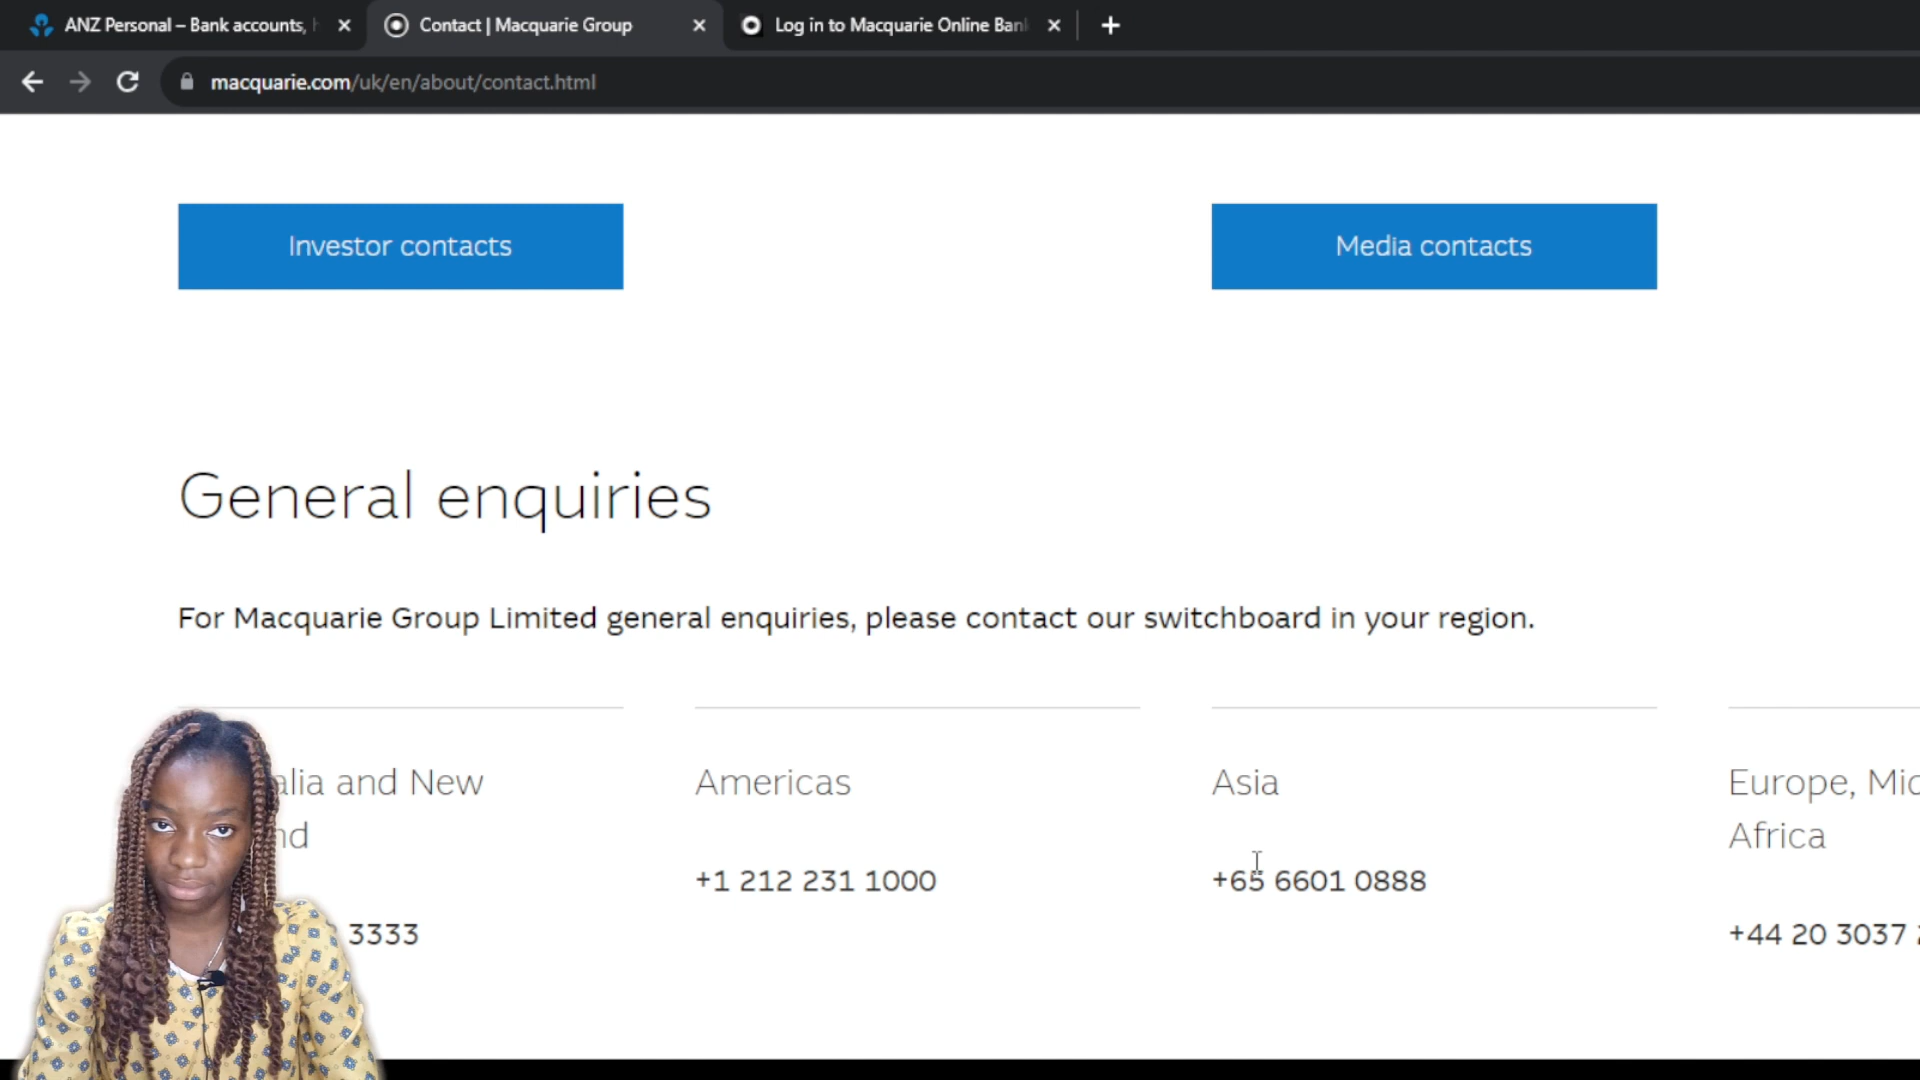 ANZ Personal – Bank accounts,
Contact | Macquarie Group
Log in to Macquarie Online Ban
macquarie.com/uk/en/about/contact.html
Investor contacts
Media contacts
General enquiries
For Macquarie Group Limited general enquiries, please contact our switchboard in your region.
alia and New
nd
3333
Americas
+1 212 231 1000
Asia
+65 6601 0888
Europe, Mid
Africa
+44 20 3037